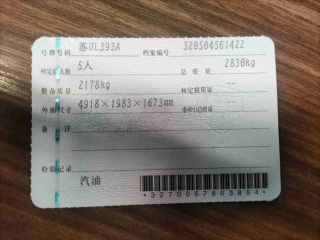 号牌号码 苏UL393A 档案编号 320504561422
核定载人数 5人 总质量 2830kg
整备质量 2178kg 核定载质量 --
外廓尺寸 4918×1983×1673mm 准牵引总质量 --
备注
检验记录
汽油
*3270057803854*